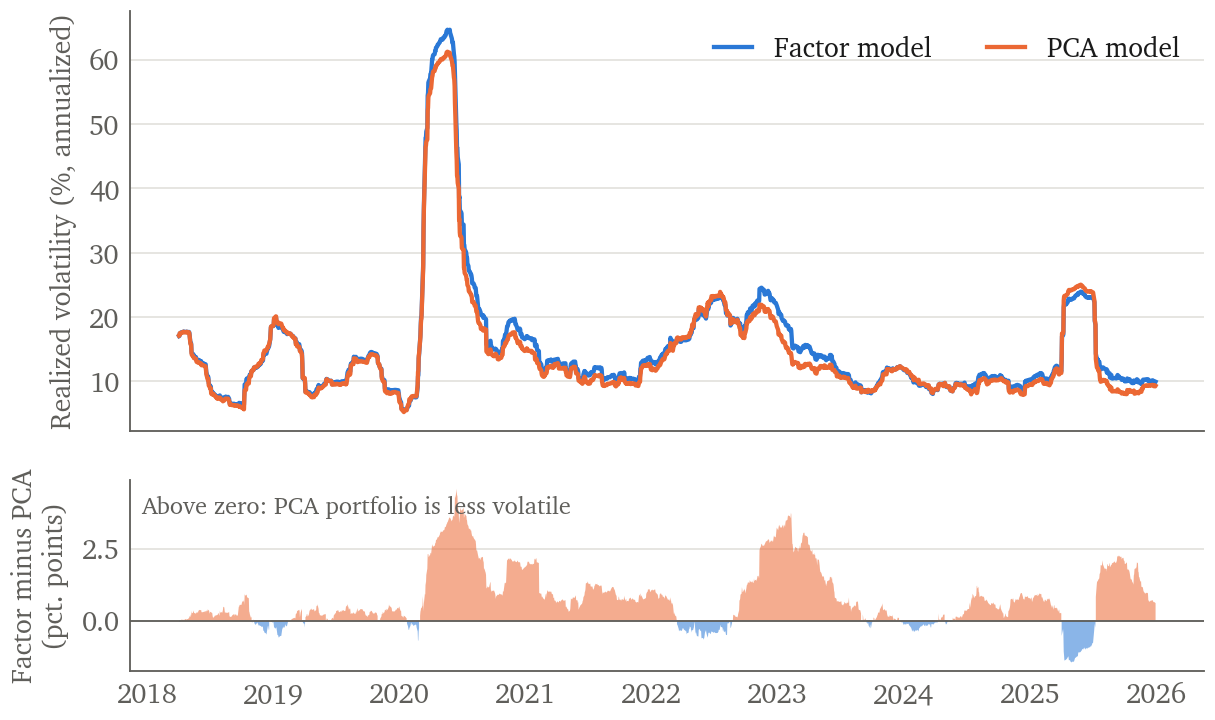 Factor model
PCA model
Realized volatility (%, annualized)
60
50
40
30
20
10
Above zero: PCA portfolio is less volatile
Factor minus PCA
(pct. points)
2.5
0.0
2018 2019 2020 2021 2022 2023 2024 2025 2026